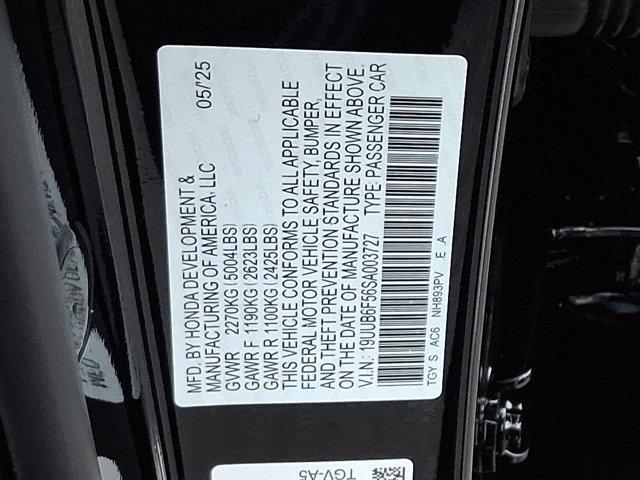 MFD. BY HONDA DEVELOPMENT & 05/'25
MANUFACTURING OF AMERICA, LLC
GVWR 2270KG(5004LBS)
GAWR F 1190KG(2623LBS)
GAWR R 1100KG(2425LBS)
THIS VEHICLE CONFORMS TO ALL APPLICABLE
FEDERAL MOTOR VEHICLE SAFETY, BUMPER,
AND THEFT PREVENTION STANDARDS IN EFFECT
ON THE DATE OF MANUFACTURE SHOWN ABOVE.
V.I.N.: 19UUB6F56SA003727 TYPE:PASSENGER CAR
TGY S AC6 NH893PV E A
TGV-A5